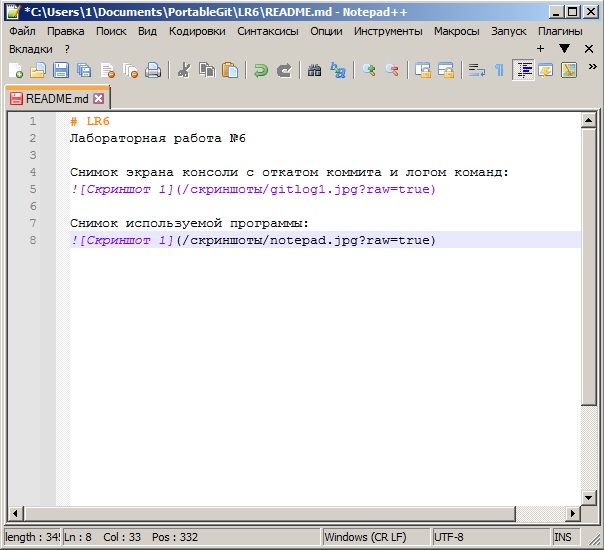 *C:\Users\1\Documents\PortableGit\LR6\README.md - Notepad++
Файл Правка Поиск Вид Кодировки Синтаксисы Опции Инструменты Макросы Запуск Плагины
Вкладки ? + ▼ X
README.md
1 # LR6
2 Лабораторная работа №6
3
4 Снимок экрана консоли с откатом коммита и логом команд:
5 ![Скриншот 1](/скриншоты/gitlog1.jpg?raw=true)
6
7 Снимок используемой программы:
8 ![Скриншот 1](/скриншоты/notepad.jpg?raw=true)
length : 345 Ln : 8 Col : 33 Pos : 332 Windows (CR LF) UTF-8 INS